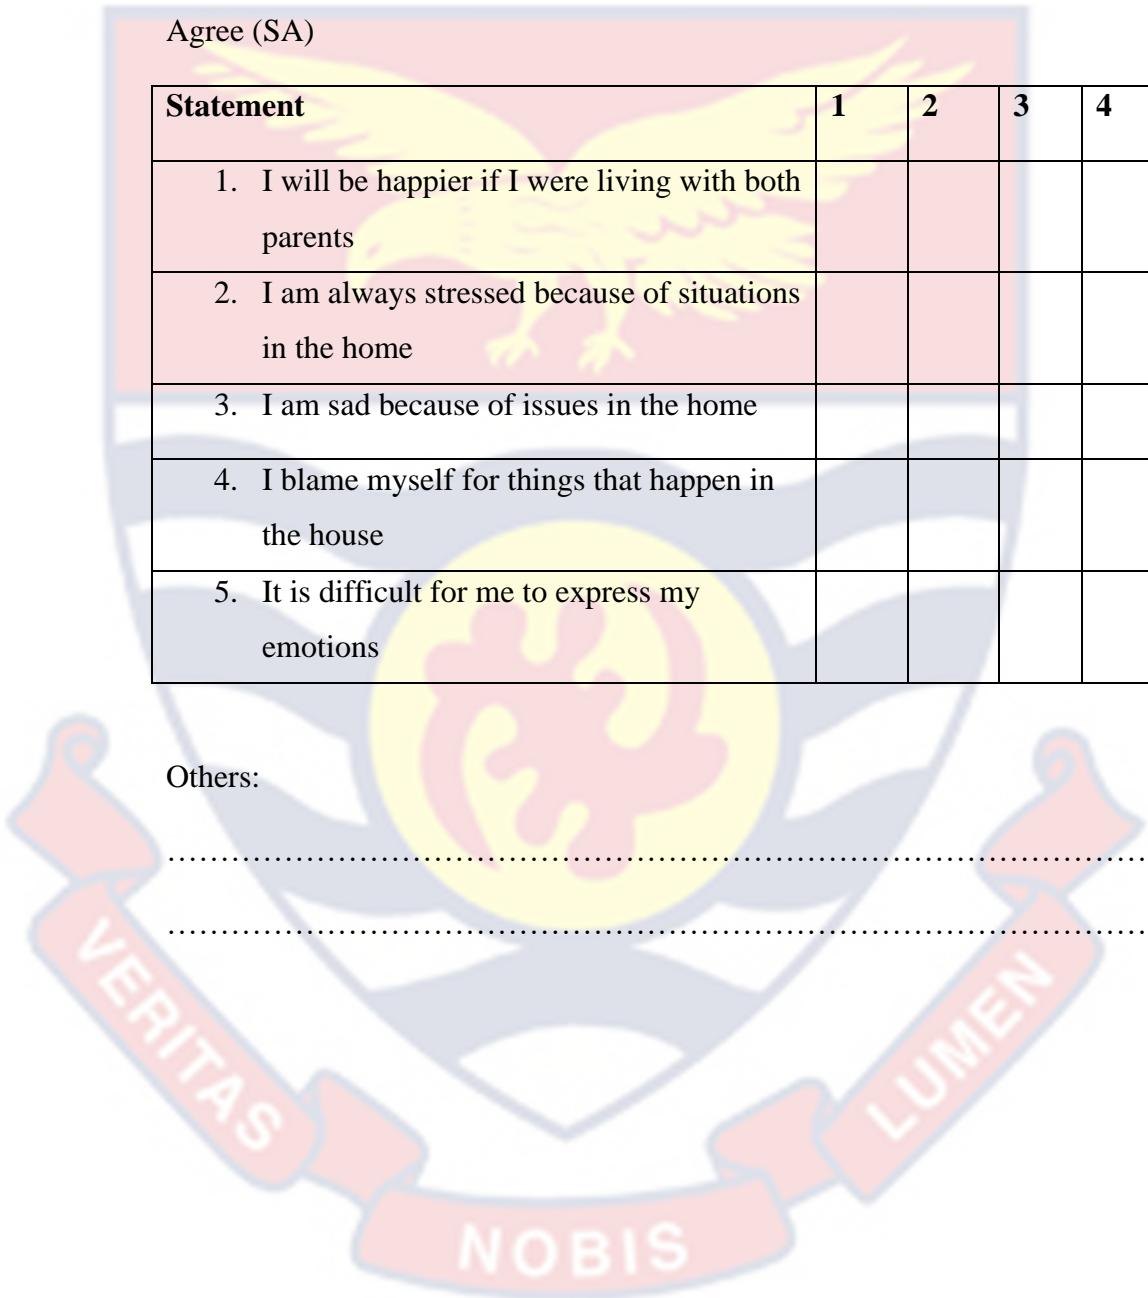 Agree (SA)
Statement 1 2 3 4
1. I will be happier if I were living with both
parents
2. I am always stressed because of situations
in the home
3. I am sad because of issues in the home
4. I blame myself for things that happen in
the house
5. It is difficult for me to express my
emotions
Others:
……………………………………………………………………………………
……………………………………………………………………………………
VERITAS
NOBIS
LUMEN